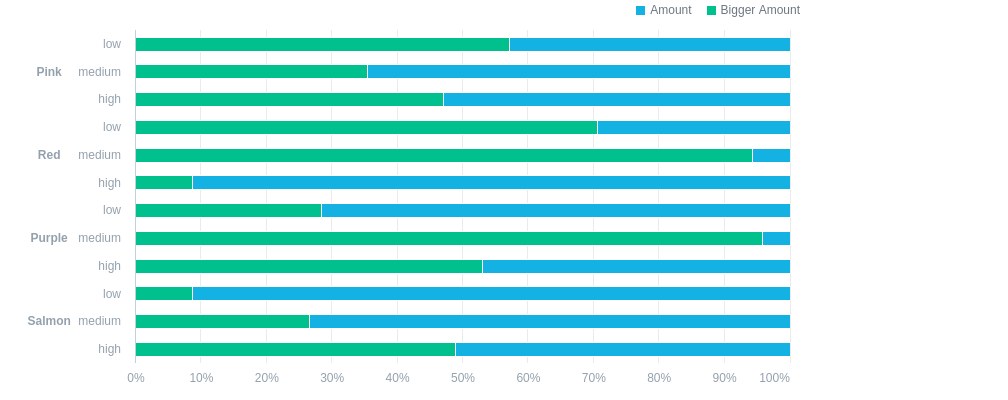 Amount Bigger Amount
low
Pink medium
high
low
Red medium
high
low
Purple medium
high
low
Salmon medium
high
0% 10% 20% 30% 40% 50% 60% 70% 80% 90% 100%